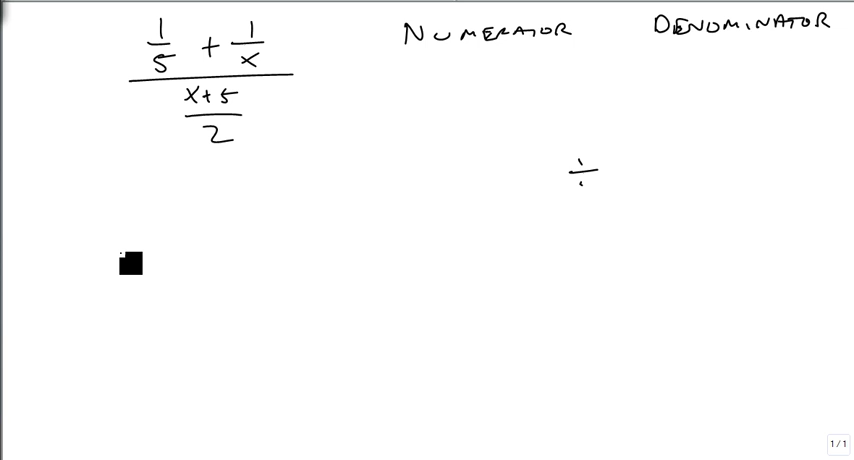 1/5 + 1/x NUMERATOR DENOMINATOR
x+5
2
÷
1 / 1